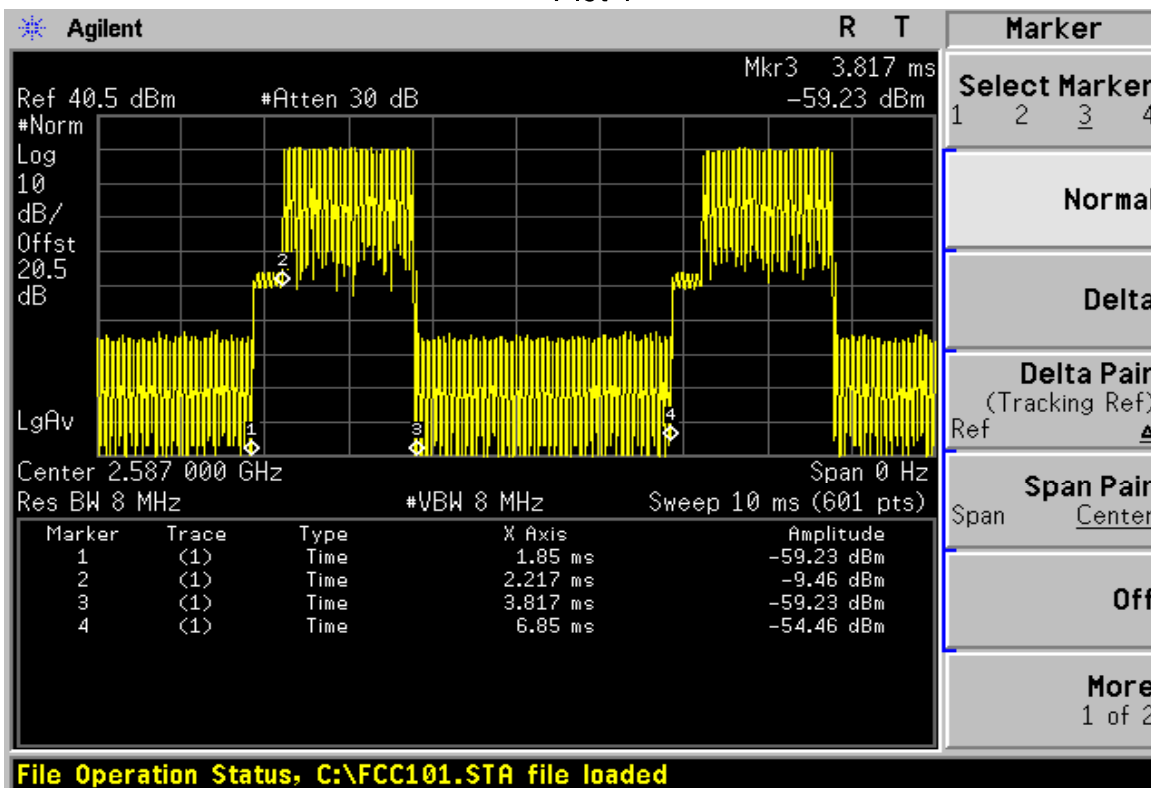 Agilent R T
Mkr3 3.817 ms
Ref 40.5 dBm #Atten 30 dB -59.23 dBm
#Norm
Log
10
dB/
Offst
20.5
dB
LgAv
1
2
3
4
Center 2.587 000 GHz Span 0 Hz
Res BW 8 MHz #VBW 8 MHz Sweep 10 ms (601 pts)
Marker Trace Type X Axis Amplitude
1 (1) Time 1.85 ms -59.23 dBm
2 (1) Time 2.217 ms -9.46 dBm
3 (1) Time 3.817 ms -59.23 dBm
4 (1) Time 6.85 ms -54.46 dBm
File Operation Status, C:\FCC101.STA file loaded
Marker
Select Marker
1 2 3 4
Normal
Delta
Delta Pair
(Tracking Ref)
Ref
Span Pair
Span Center
Off
More
1 of 2